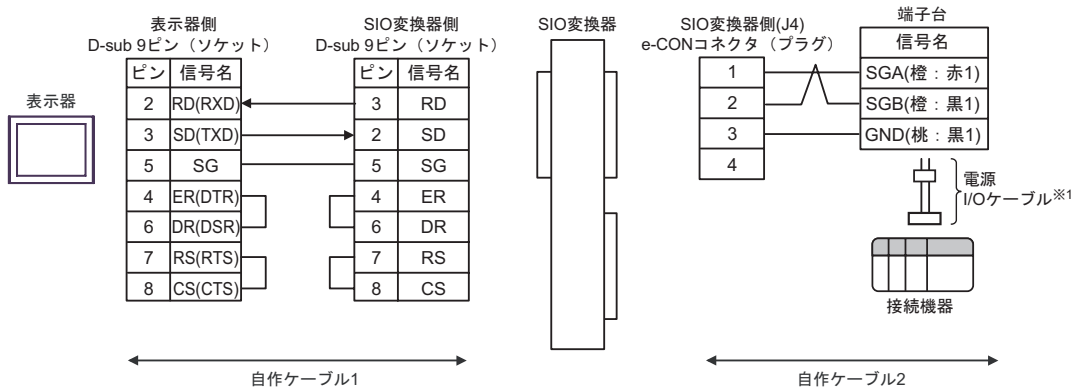 表示器
表示器側
D-sub 9ピン（ソケット）
ピン 信号名
2 RD(RXD)
3 SD(TXD)
5 SG
4 ER(DTR)
6 DR(DSR)
7 RS(RTS)
8 CS(CTS)
SIO変換器側
D-sub 9ピン（ソケット）
ピン 信号名
3 RD
2 SD
5 SG
4 ER
6 DR
7 RS
8 CS
自作ケーブル1
SIO変換器
SIO変換器側(J4)
e-CONコネクタ（プラグ）
1
2
3
4
端子台
信号名
SGA(橙：赤1)
SGB(橙：黒1)
GND(桃：黒1)
電源
I/Oケーブル※1
接続機器
自作ケーブル2